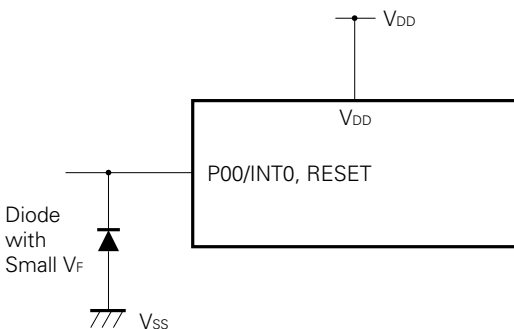 VDD
VDD
P00/INT0, RESET
Diode
with
Small VF
VSS